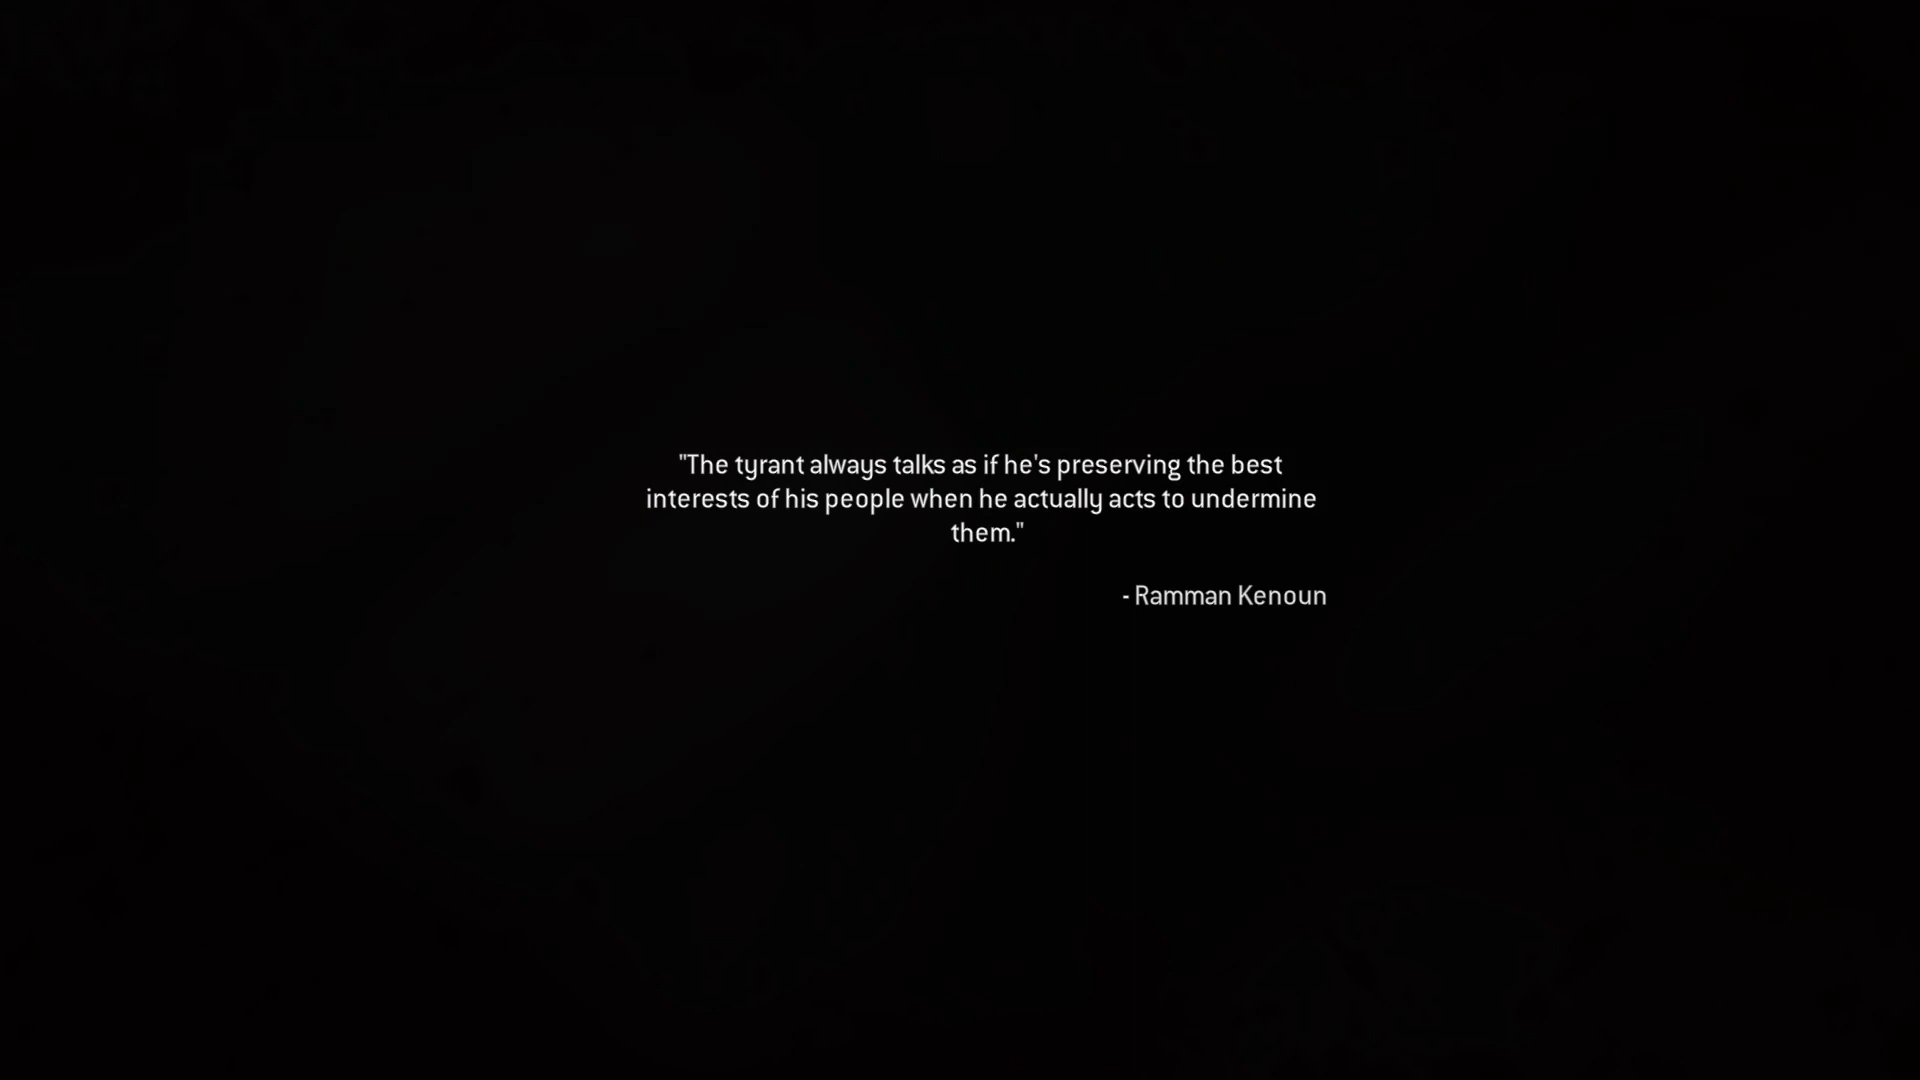 "The tyrant always talks as if he's preserving the best
interests of his people when he actually acts to undermine
them."
- Ramman Kenoun